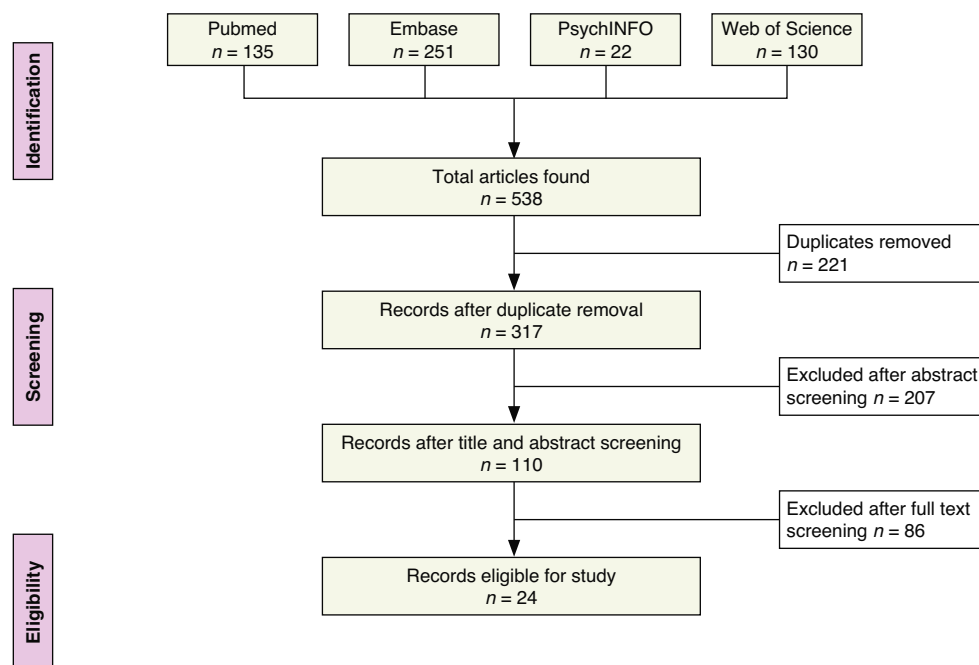 Pubmed
n = 135
Embase
n = 251
PsychINFO
n = 22
Web of Science
n = 130
Identification
Total articles found
n = 538
Duplicates removed
n = 221
Screening
Records after duplicate removal
n = 317
Excluded after abstract
screening n = 207
Records after title and abstract screening
n = 110
Excluded after full text
screening n = 86
Eligibility
Records eligible for study
n = 24